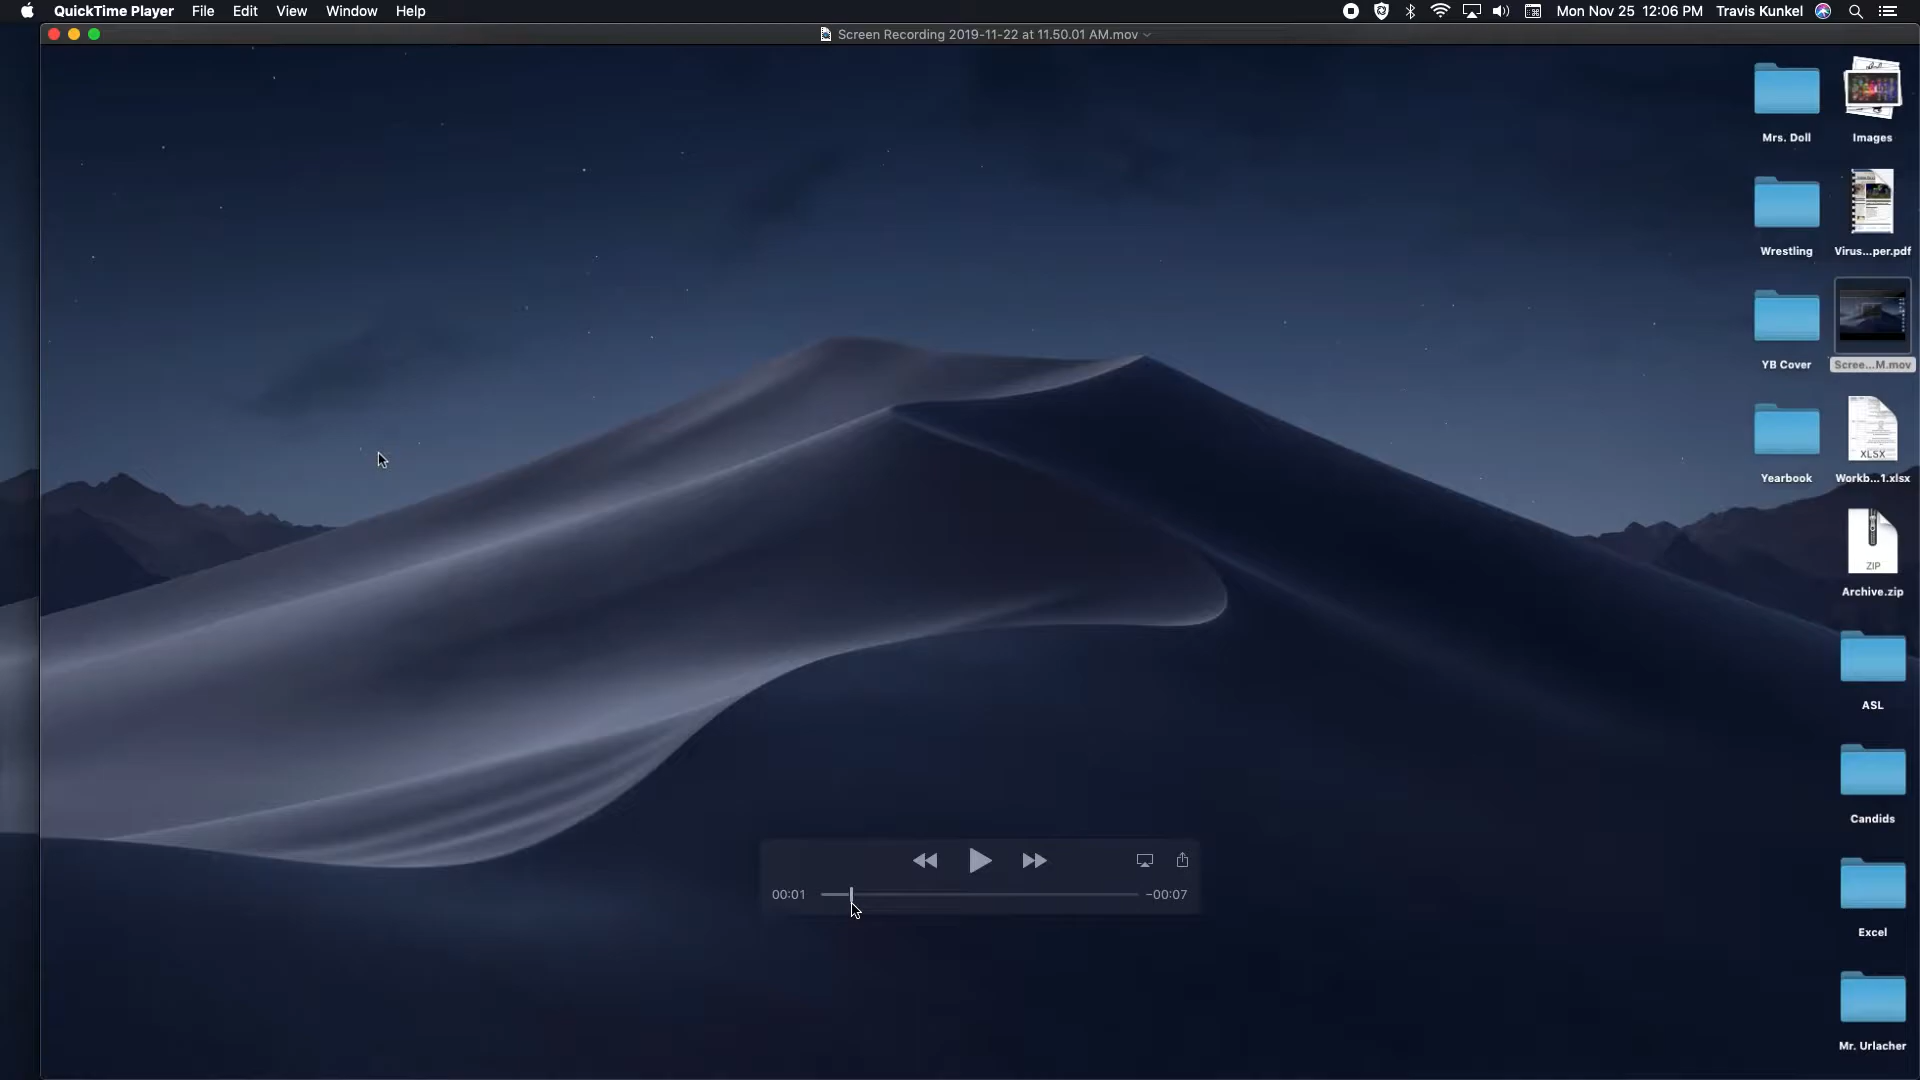 QuickTime Player File Edit View Window Help Mon Nov 25 12:06 PM Travis Kunkel
Screen Recording 2019-11-22 at 11.50.01 AM.mov
Mrs. Doll
Images
Wrestling
Virus...per.pdf
YB Cover
Scree...M.mov
XLSX
Yearbook
Workb...1.xlsx
ZIP
Archive.zip
ASL
Candids
00:01
-00:07
Excel
Mr. Urlacher